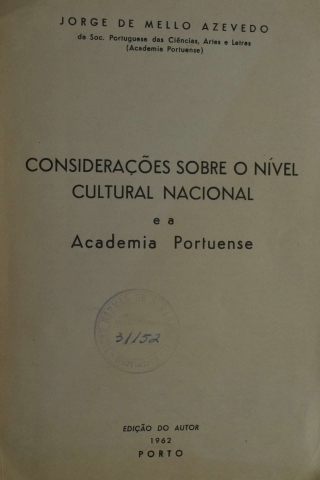 JORGE DE MELLO AZEVEDO
da Soc. Portuguesa das Ciências, Artes e Letras
(Academia Portuense)
CONSIDERAÇÕES SOBRE O NÍVEL
CULTURAL NACIONAL
e a
Academia Portuense
31152
EDIÇÃO DO AUTOR
1962
PORTO